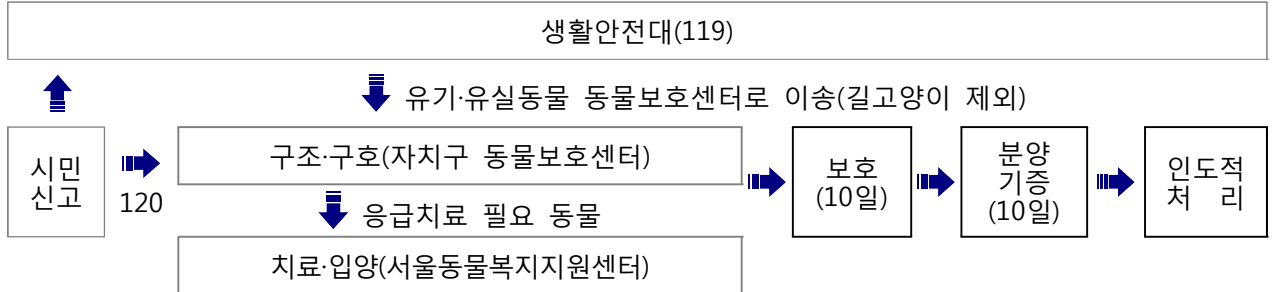 생활안전대(119)
유기·유실동물 동물보호센터로 이송(길고양이 제외)
시민
신고
120
구조·구호(자치구 동물보호센터)
응급치료 필요 동물
치료·입양(서울동물복지지원센터)
보호
(10일)
분양
기증
(10일)
인도적
처 리